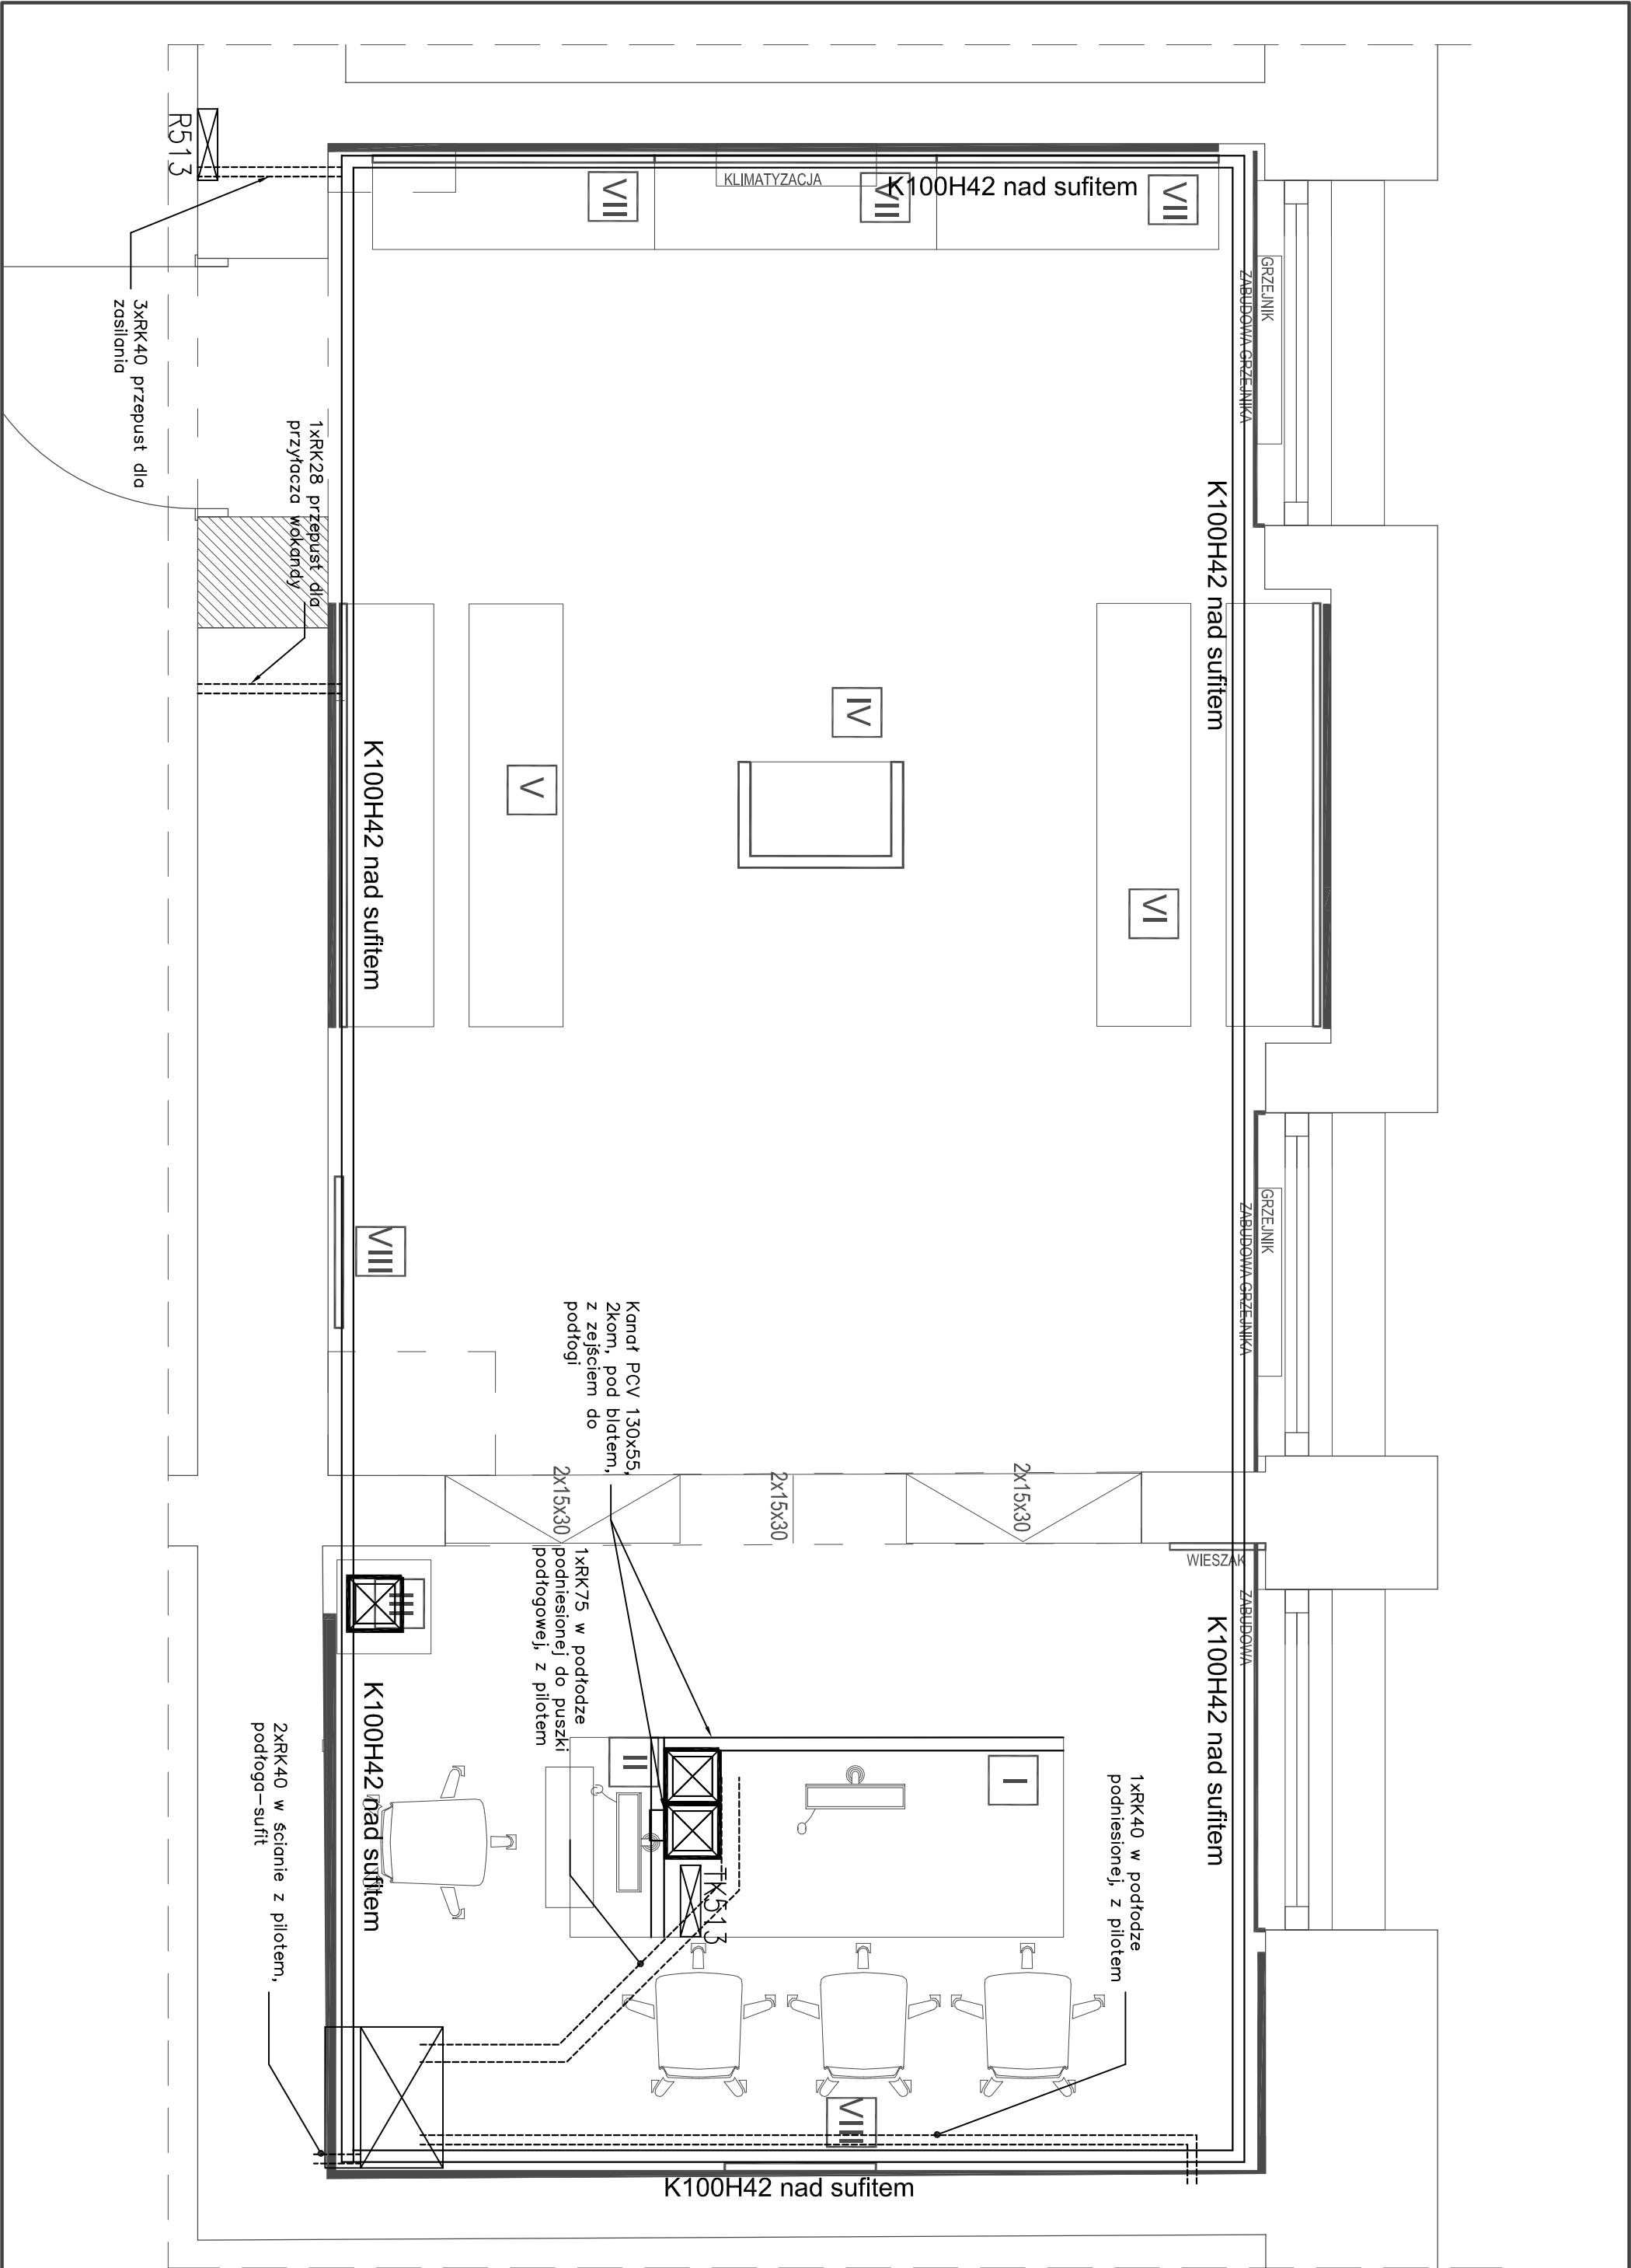 R513
3xRK40 przepust dla
zasilania
1xRK28 przepust dla
przyłacza wokandy
KLIMATYZACJA
K100H42 nad sufitem
VII
VII
VII
GRZEJNIK
ZABUDOWA GRZEJNIKA
K100H42 nad sufitem
K100H42 nad sufitem
IV
V
VI
VIII
GRZEJNIK
ZABUDOWA GRZEJNIKA
Kanał PCV 130x55,
2kom, pod blatem,
z zejściem do
podłogi
2x15x30
2x15x30
2x15x30
WIESZAK
ZABUDOWA
III
1xRK75 w podłodze
podniesionej do puszki
podłogowej, z pilotem
K100H42 nad sufitem
K100H42 nad sufitem
II
I
TK513
1xRK40 w podłodze
podniesionej, z pilotem
2xRK40 w ścianie z pilotem,
podłoga-sufit
VIII
K100H42 nad sufitem